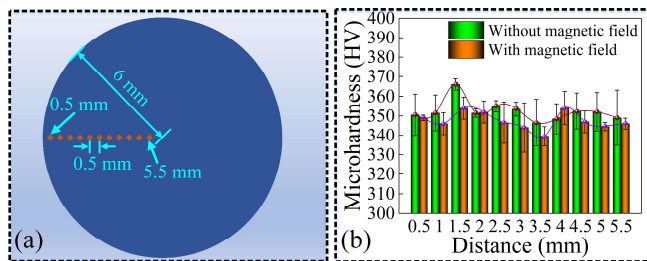 6 mm
0.5 mm
0.5 mm
5.5 mm
(a)
400
390
380
370
360
350
340
330
320
310
300
Microhardness (HV)
Without magnetic field
With magnetic field
0.5 1 1.5 2 2.5 3 3.5 4 4.5 5 5.5
Distance (mm)
(b)